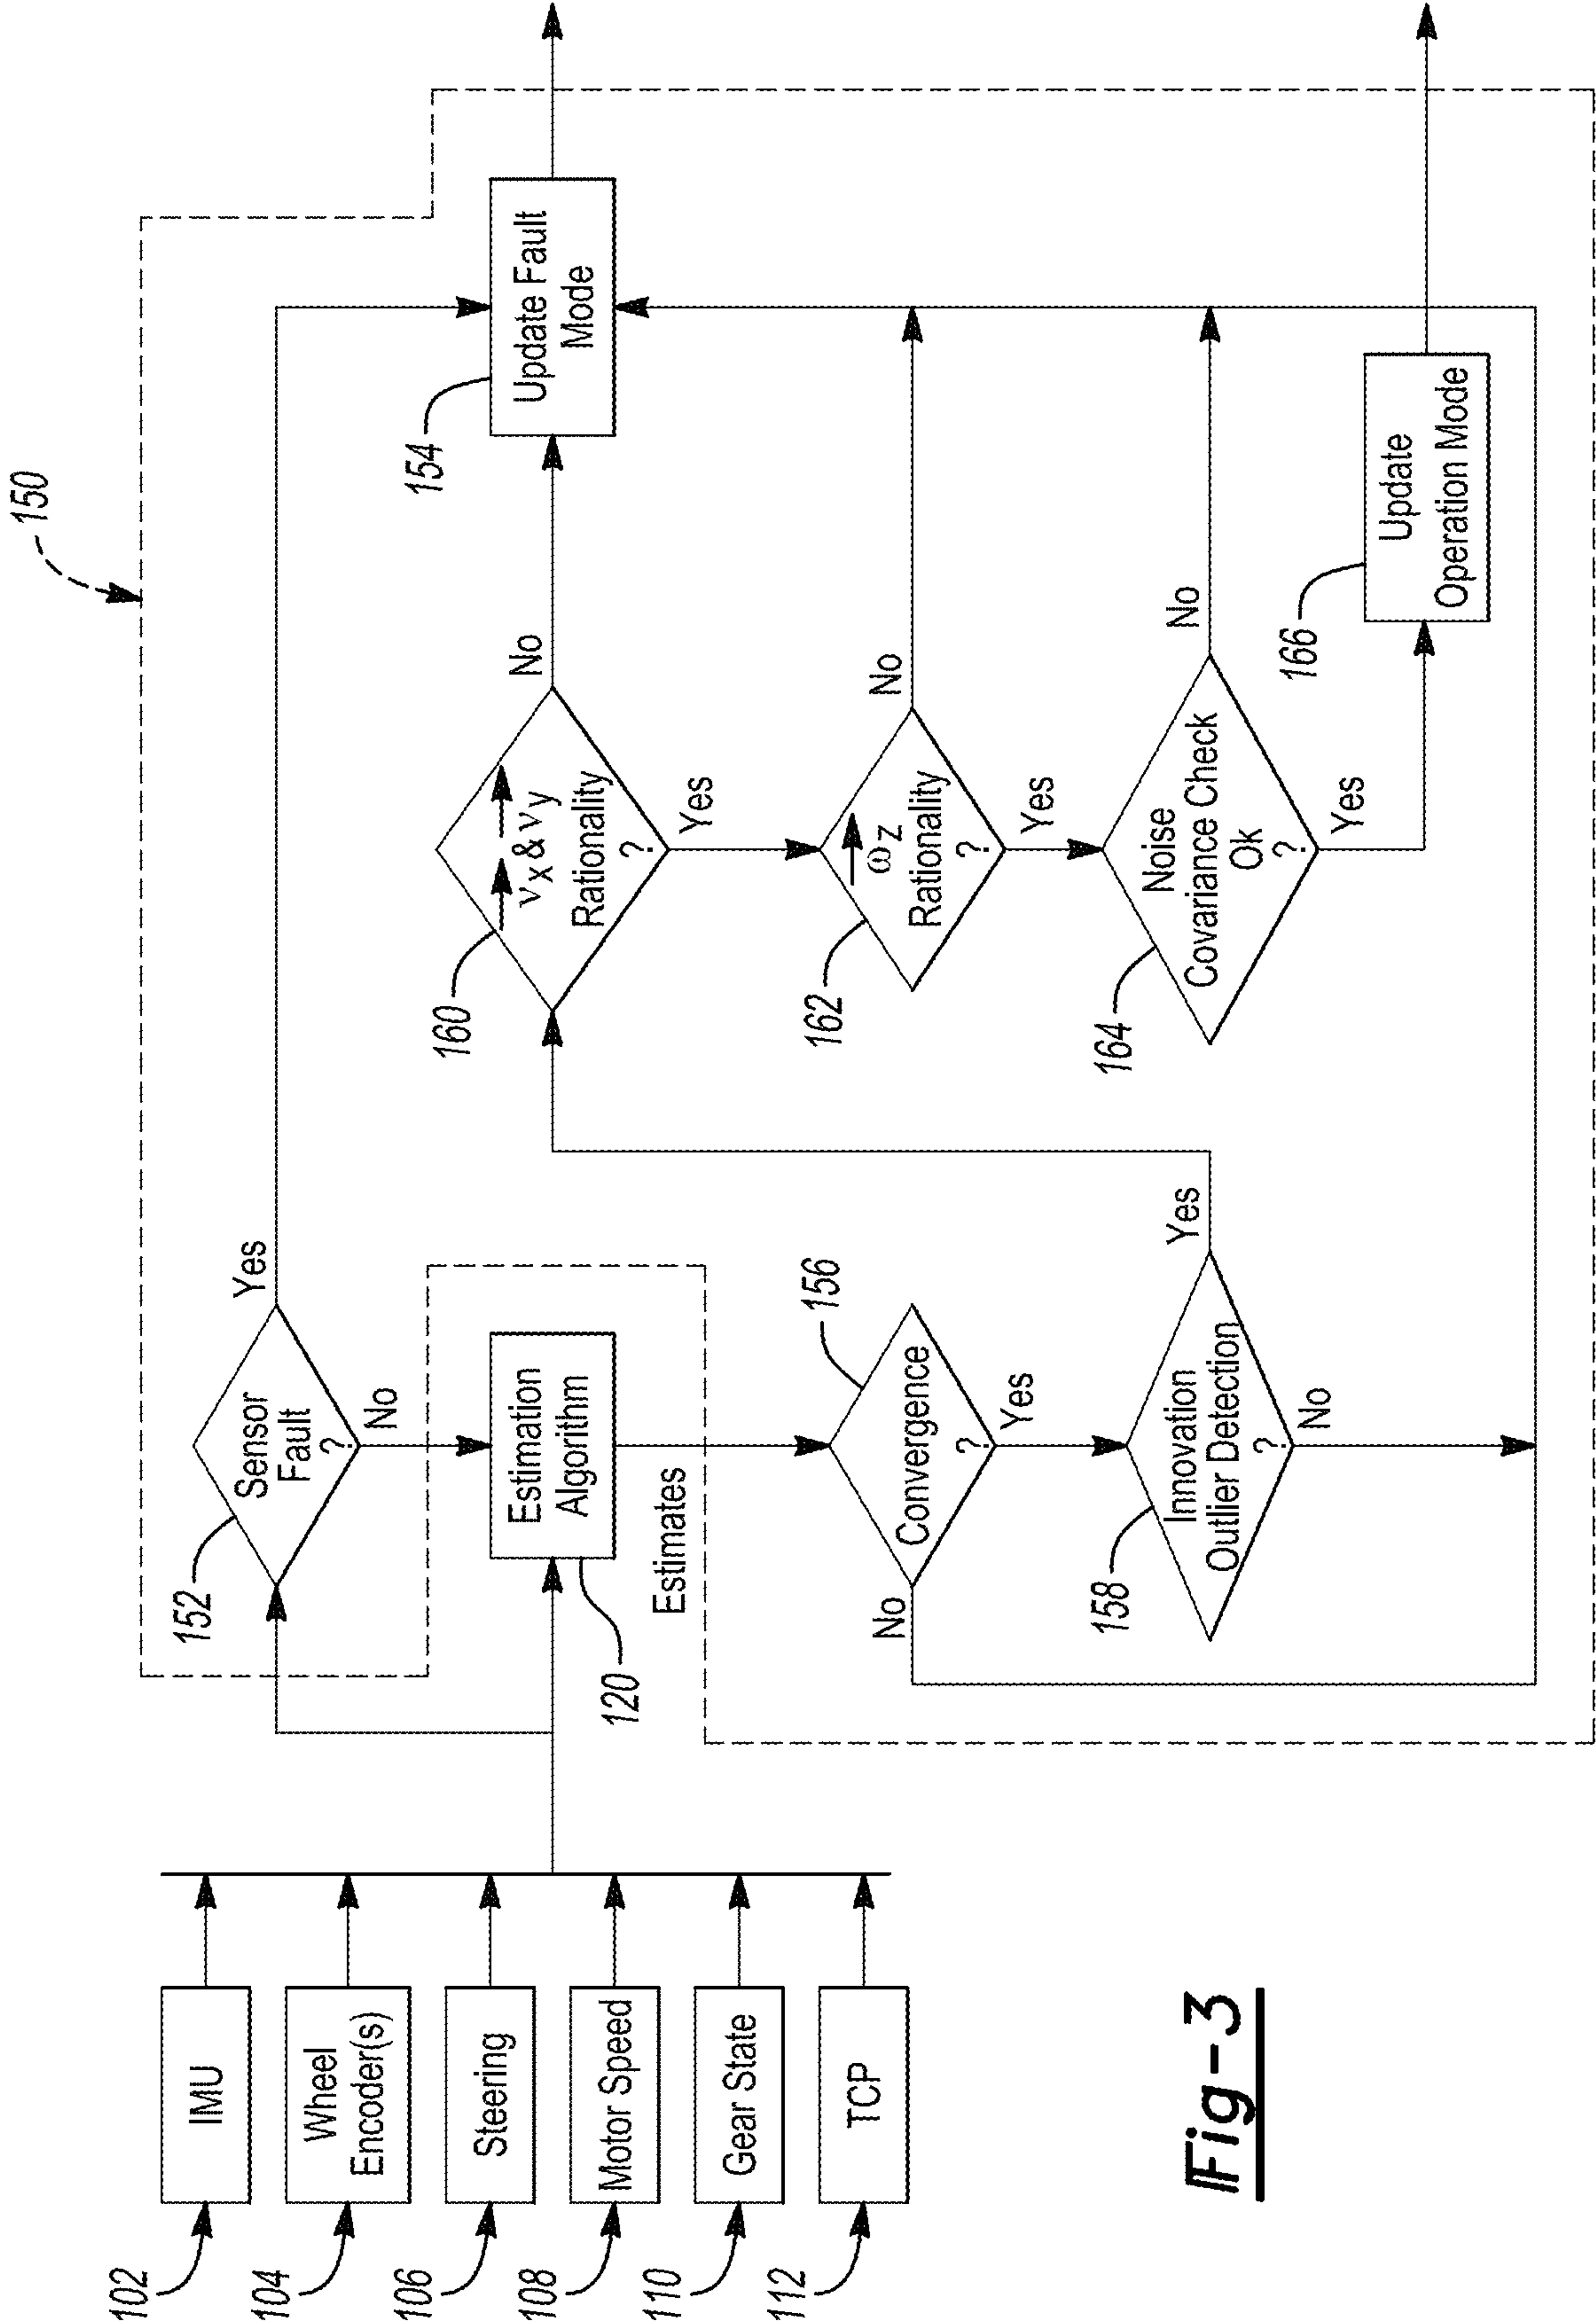 150
102
IMU
104
Wheel
Encoder(s)
106
Steering
108
Motor Speed
110
Gear State
112
TCP
152
Sensor
Fault
?
Yes
No
Estimation
Algorithm
120
Estimates
156
Convergence
?
No
Yes
158
Innovation
Outlier Detection
?
Yes
No
160
νx & νy
Rationality
?
No
Yes
154
Update Fault
Mode
162
ωz
Rationality
?
No
Yes
164
Noise
Covariance Check
Ok
?
No
Yes
166
Update
Operation Mode
Fig-3